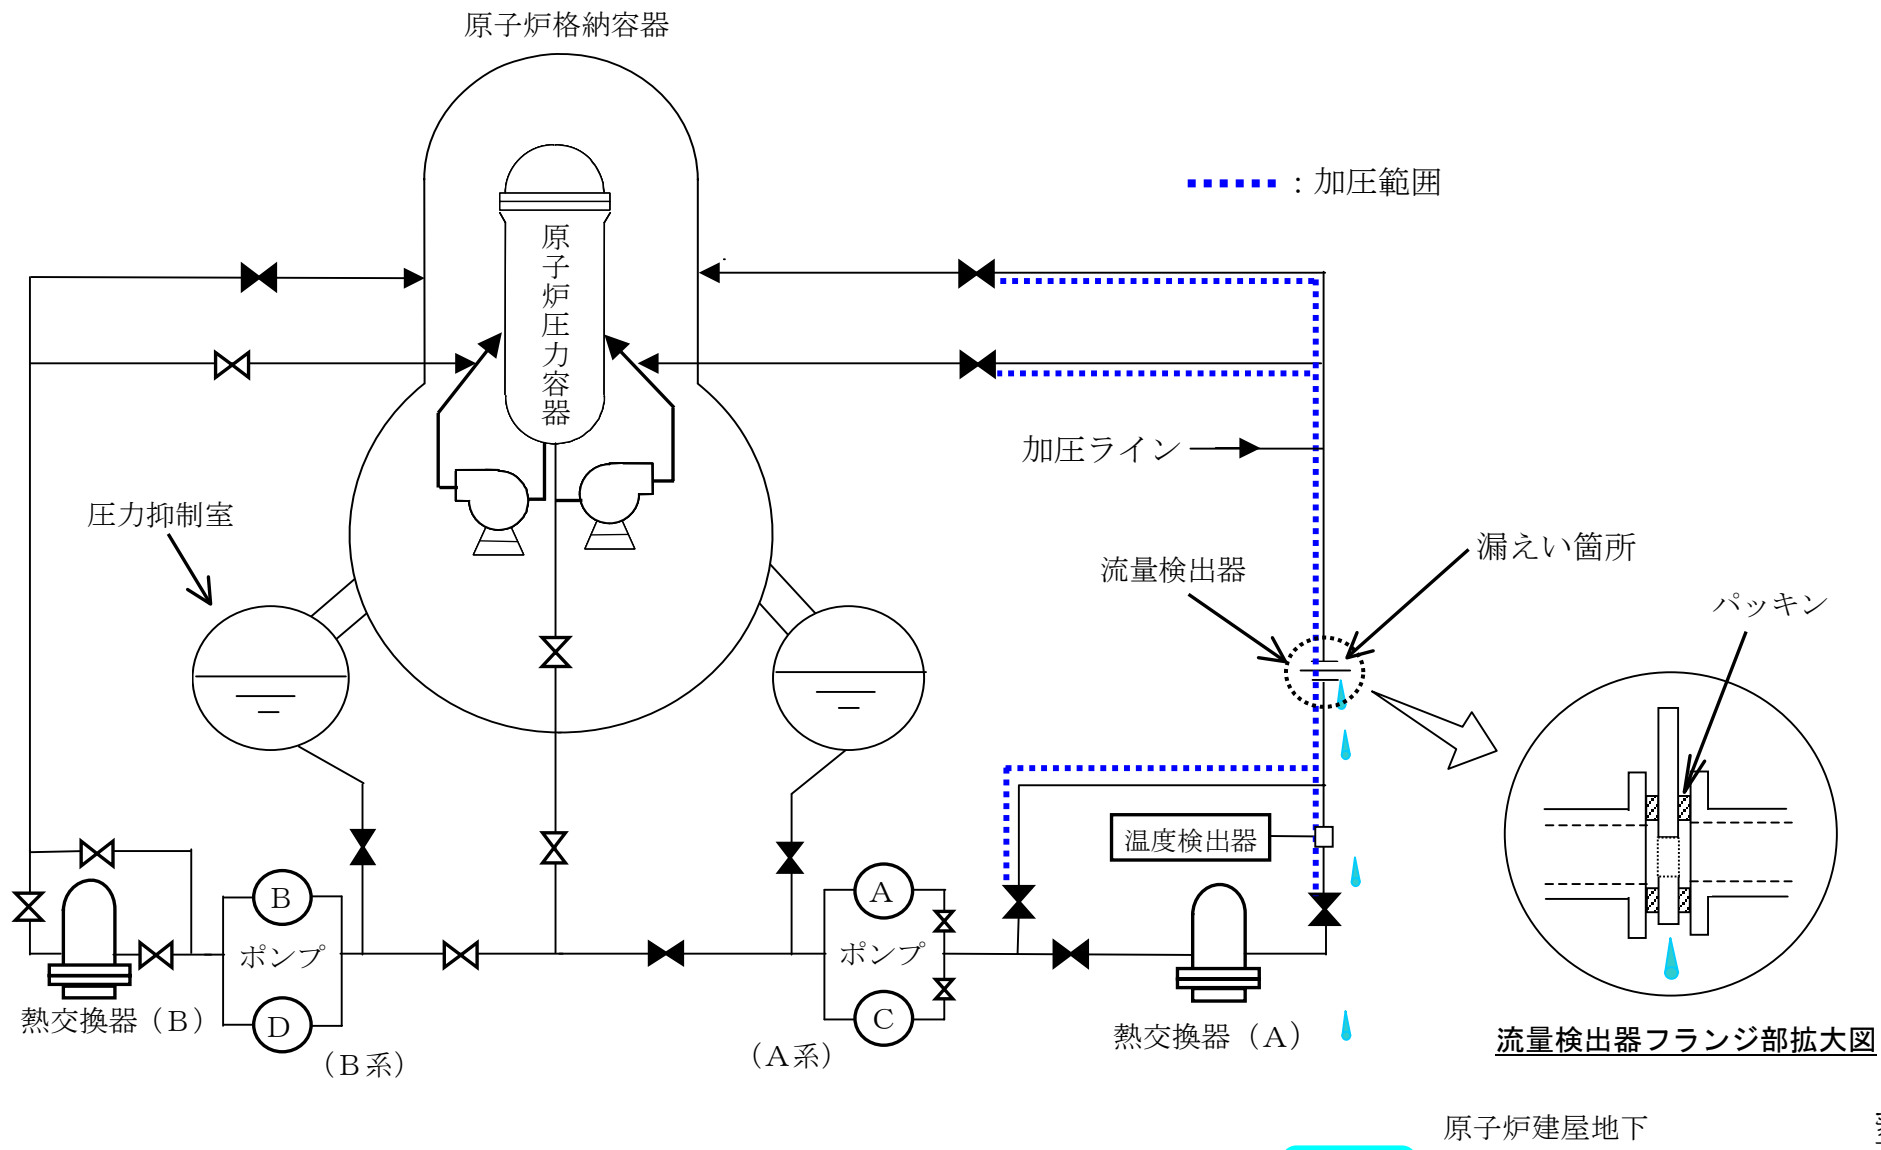 原子炉格納容器
：加圧範囲
原子炉圧力容器
加圧ライン
圧力抑制室
流量検出器
漏えい箇所
パッキン
温度検出器
B
ポンプ
D
A
ポンプ
C
熱交換器（B）
（B系）
（A系）
熱交換器（A）
流量検出器フランジ部拡大図
原子炉建屋地下